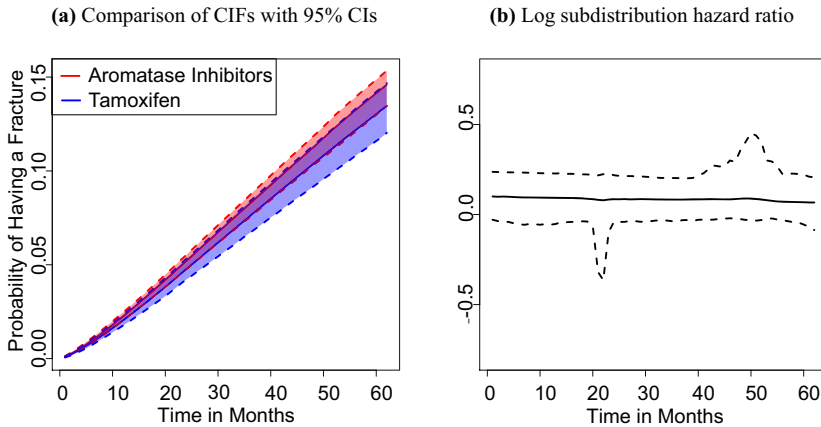 (a) Comparison of CIFs with 95% CIs
Probability of Having a Fracture
0.00 0.05 0.10 0.15
Aromatase Inhibitors
Tamoxifen
0 10 20 30 40 50 60
Time in Months
(b) Log subdistribution hazard ratio
−0.5 0.0 0.5
0 10 20 30 40 50 60
Time in Months